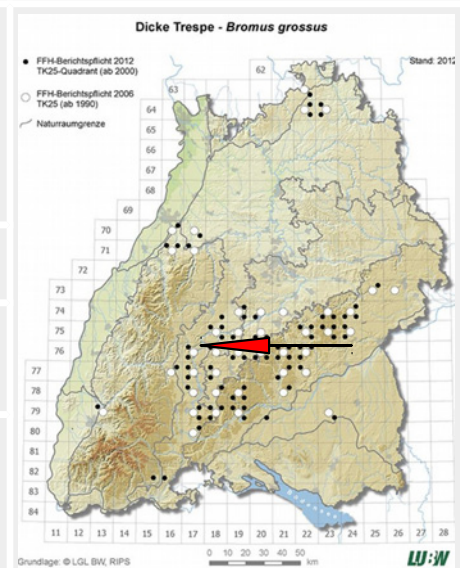 Dicke Trespe - Bromus grossus
FFH-Berichtspflicht 2012
TK25-Quadrant (ab 2000)
FFH-Berichtspflicht 2006
TK25 (ab 1990)
Naturraumgrenze
Stand: 2012
62
63
64
65
66
67
68
69
70
71
72
73
74
75
76
77
78
79
80
81
82
83
84
11 12 13 14 15 16 17 18 19 20 21 22 23 24 25 26 27 28
0 10 20 30 40 50
km
Grundlage: © LGL BW, RIPS
LUBW